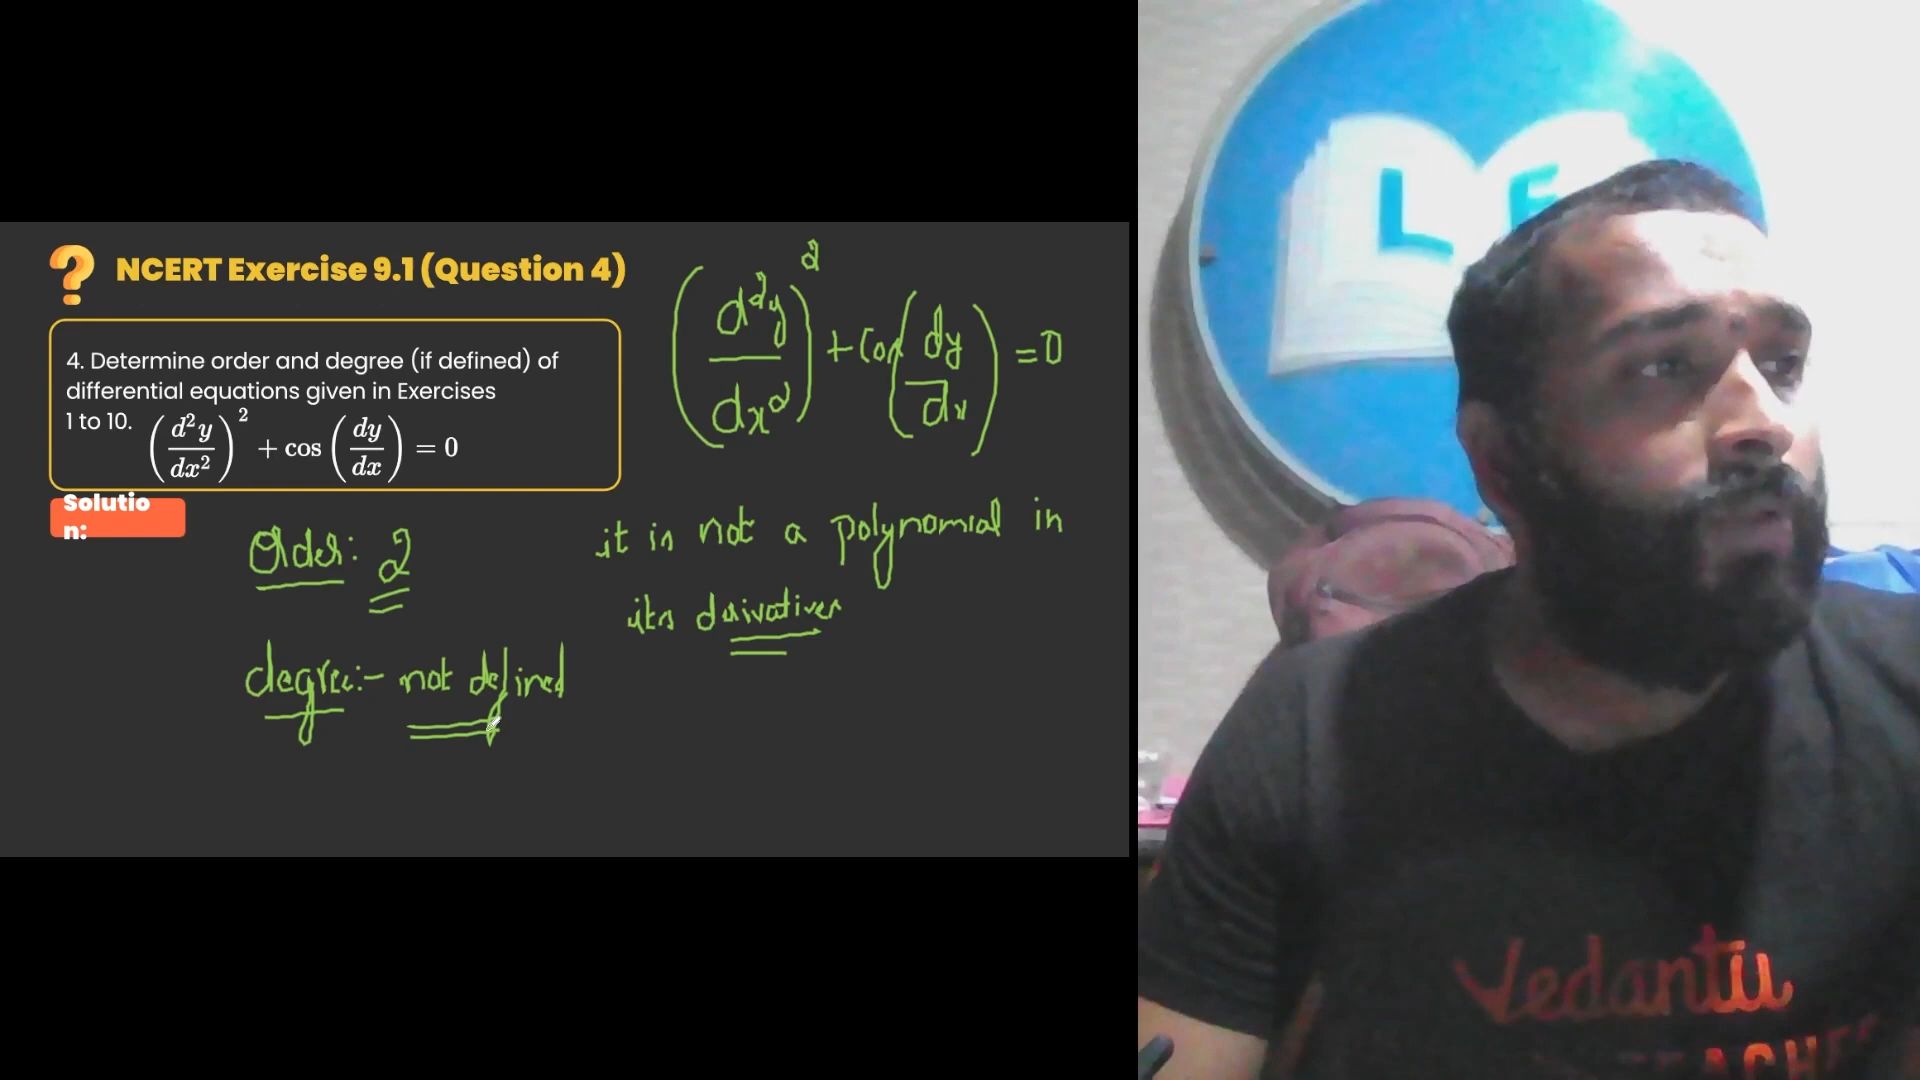 NCERT Exercise 9.1 (Question 4)
4. Determine order and degree (if defined) of
differential equations given in Exercises
1 to 10. (d²y/dx²)² + cos (dy/dx) = 0
Solutio
n:
(d²y/dx²)² + Cos (dy/dx) = 0
Order: 2
degree:- not defined
it is not a polynomial in
its derivatives
L E
Vedantu